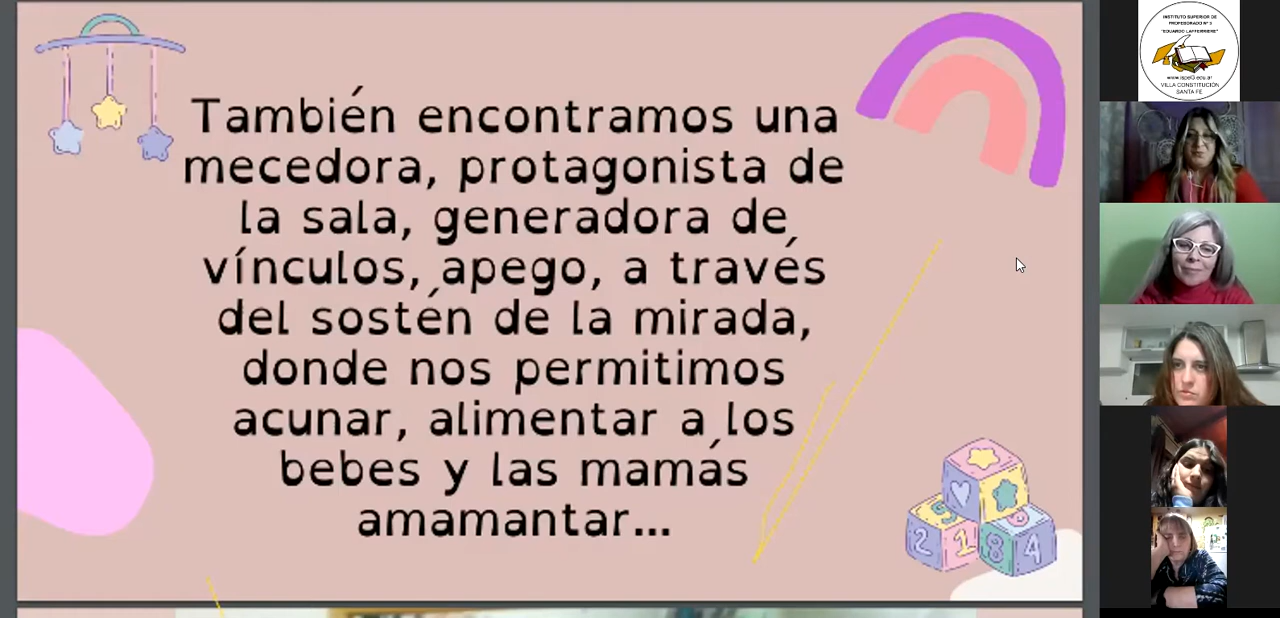 También encontramos una
mecedora, protagonista de
la sala, generadora de
vínculos, apego, a través
del sostén de la mirada,
donde nos permitimos
acunar, alimentar a los
bebes y las mamás
amamantar...
5
2 1 8 4
INSTITUTO SUPERIOR DE
PROFESORADO Nº 3
"EDUARDO LAFFERRIERE"
VILLA CONSTITUCIÓN
SANTA FE